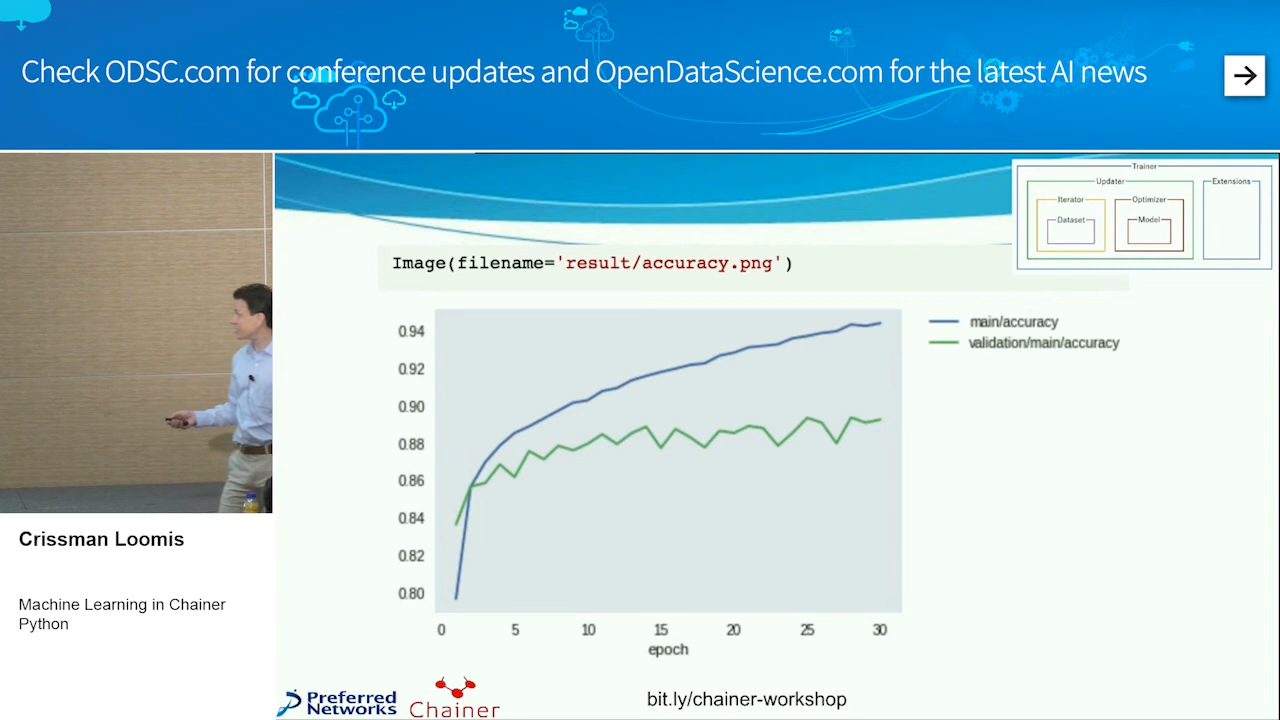 Check ODSC.com for conference updates and OpenDataScience.com for the latest AI news
Trainer
Updater
Extensions
Iterator
Optimizer
Dataset
Model
Image(filename='result/accuracy.png')
0.94
0.92
0.90
0.88
0.86
0.84
0.82
0.80
0
5
10
15
20
25
30
epoch
main/accuracy
validation/main/accuracy
Crissman Loomis
Machine Learning in Chainer
Python
Preferred
Networks
Chainer
bit.ly/chainer-workshop